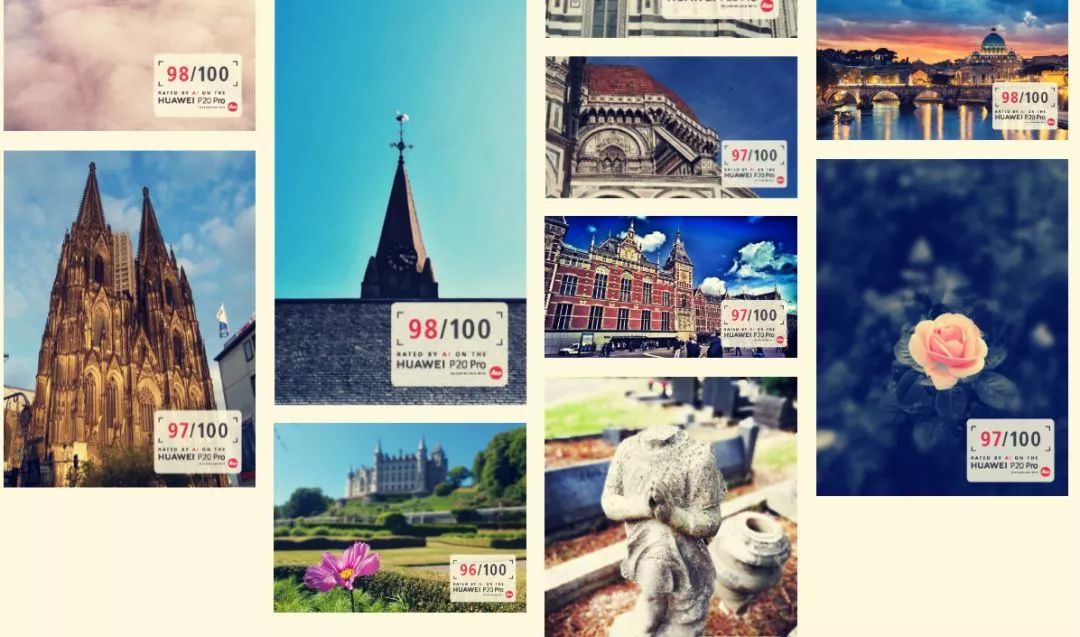 98/100
RATED BY AI ON THE
HUAWEI P20 Pro
97/100
RATED BY AI ON THE
HUAWEI P20 Pro
98/100
RATED BY AI ON THE
HUAWEI P20 Pro
96/100
RATED BY AI ON THE
HUAWEI P20 Pro
HUAWEI P20 Pro
97/100
RATED BY AI ON THE
HUAWEI P20 Pro
97/100
RATED BY AI ON THE
HUAWEI P20 Pro
98/100
RATED BY AI ON THE
HUAWEI P20 Pro
97/100
RATED BY AI ON THE
HUAWEI P20 Pro